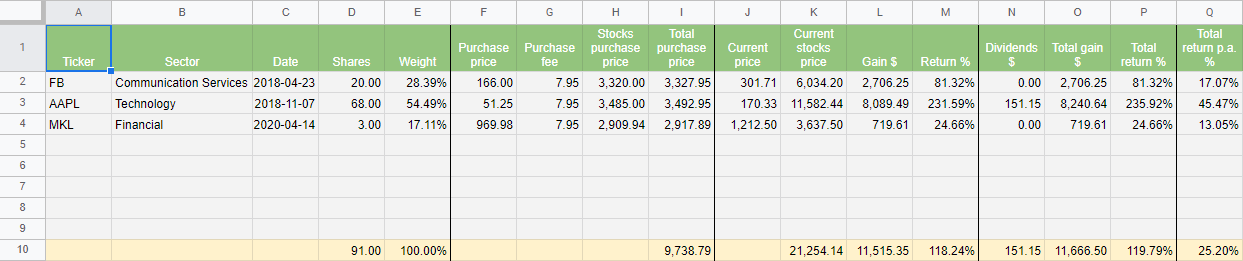 A B C D E F G H I J K L M N O P Q
1 Ticker Sector Date Shares Weight Purchase price Purchase fee Stocks purchase price Total purchase price Current price Current stocks price Gain $ Return % Dividends $ Total gain $ Total return % Total return p.a. %
2 FB Communication Services 2018-04-23 20.00 28.39% 166.00 7.95 3,320.00 3,327.95 301.71 6,034.20 2,706.25 81.32% 0.00 2,706.25 81.32% 17.07%
3 AAPL Technology 2018-11-07 68.00 54.49% 51.25 7.95 3,485.00 3,492.95 170.33 11,582.44 8,089.49 231.59% 151.15 8,240.64 235.92% 45.47%
4 MKL Financial 2020-04-14 3.00 17.11% 969.98 7.95 2,909.94 2,917.89 1,212.50 3,637.50 719.61 24.66% 0.00 719.61 24.66% 13.05%
5
6
7
8
9
10 91.00 100.00% 9,738.79 21,254.14 11,515.35 118.24% 151.15 11,666.50 119.79% 25.20%